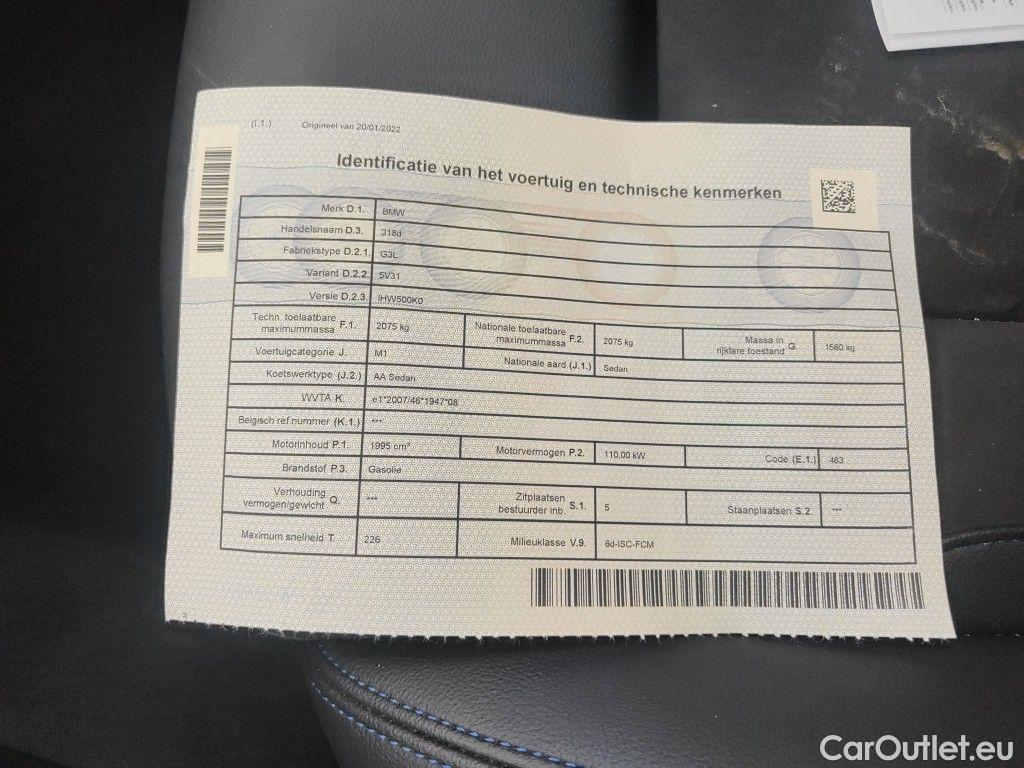 (I.1.) Origineel van 20/01/2022
Identificatie van het voertuig en technische kenmerken
Merk D.1. BMW
Handelsnaam D.3. 318d
Fabriekstype D.2.1. G3L
Variant D.2.2. 5V31
Versie D.2.3. IHW500K0
Techn. toelaatbare maximummassa F.1. 2075 kg Nationale toelaatbare maximummassa F.2. 2075 kg Massa in rijklare toestand G. 1560 kg
Voertuigcategorie J. M1 Nationale aard (J.1.) Sedan
Koetswerktype (J.2.) AA Sedan
WVTA K. e1*2007/46*1947*08
Belgisch ref nummer (K.1.) ***
Motorinhoud P.1. 1995 cm³ Motorvermogen P.2. 110,00 kW Code (E.1.) 483
Brandstof P.3. Gasolie
Verhouding vermogen/gewicht Q. *** Zitplaatsen bestuurder inb. S.1. 5 Staanplaatsen S.2. ***
Maximum snelheid T. 226 Milieuklasse V.9. 6d-ISC-FCM
CarOutlet.eu